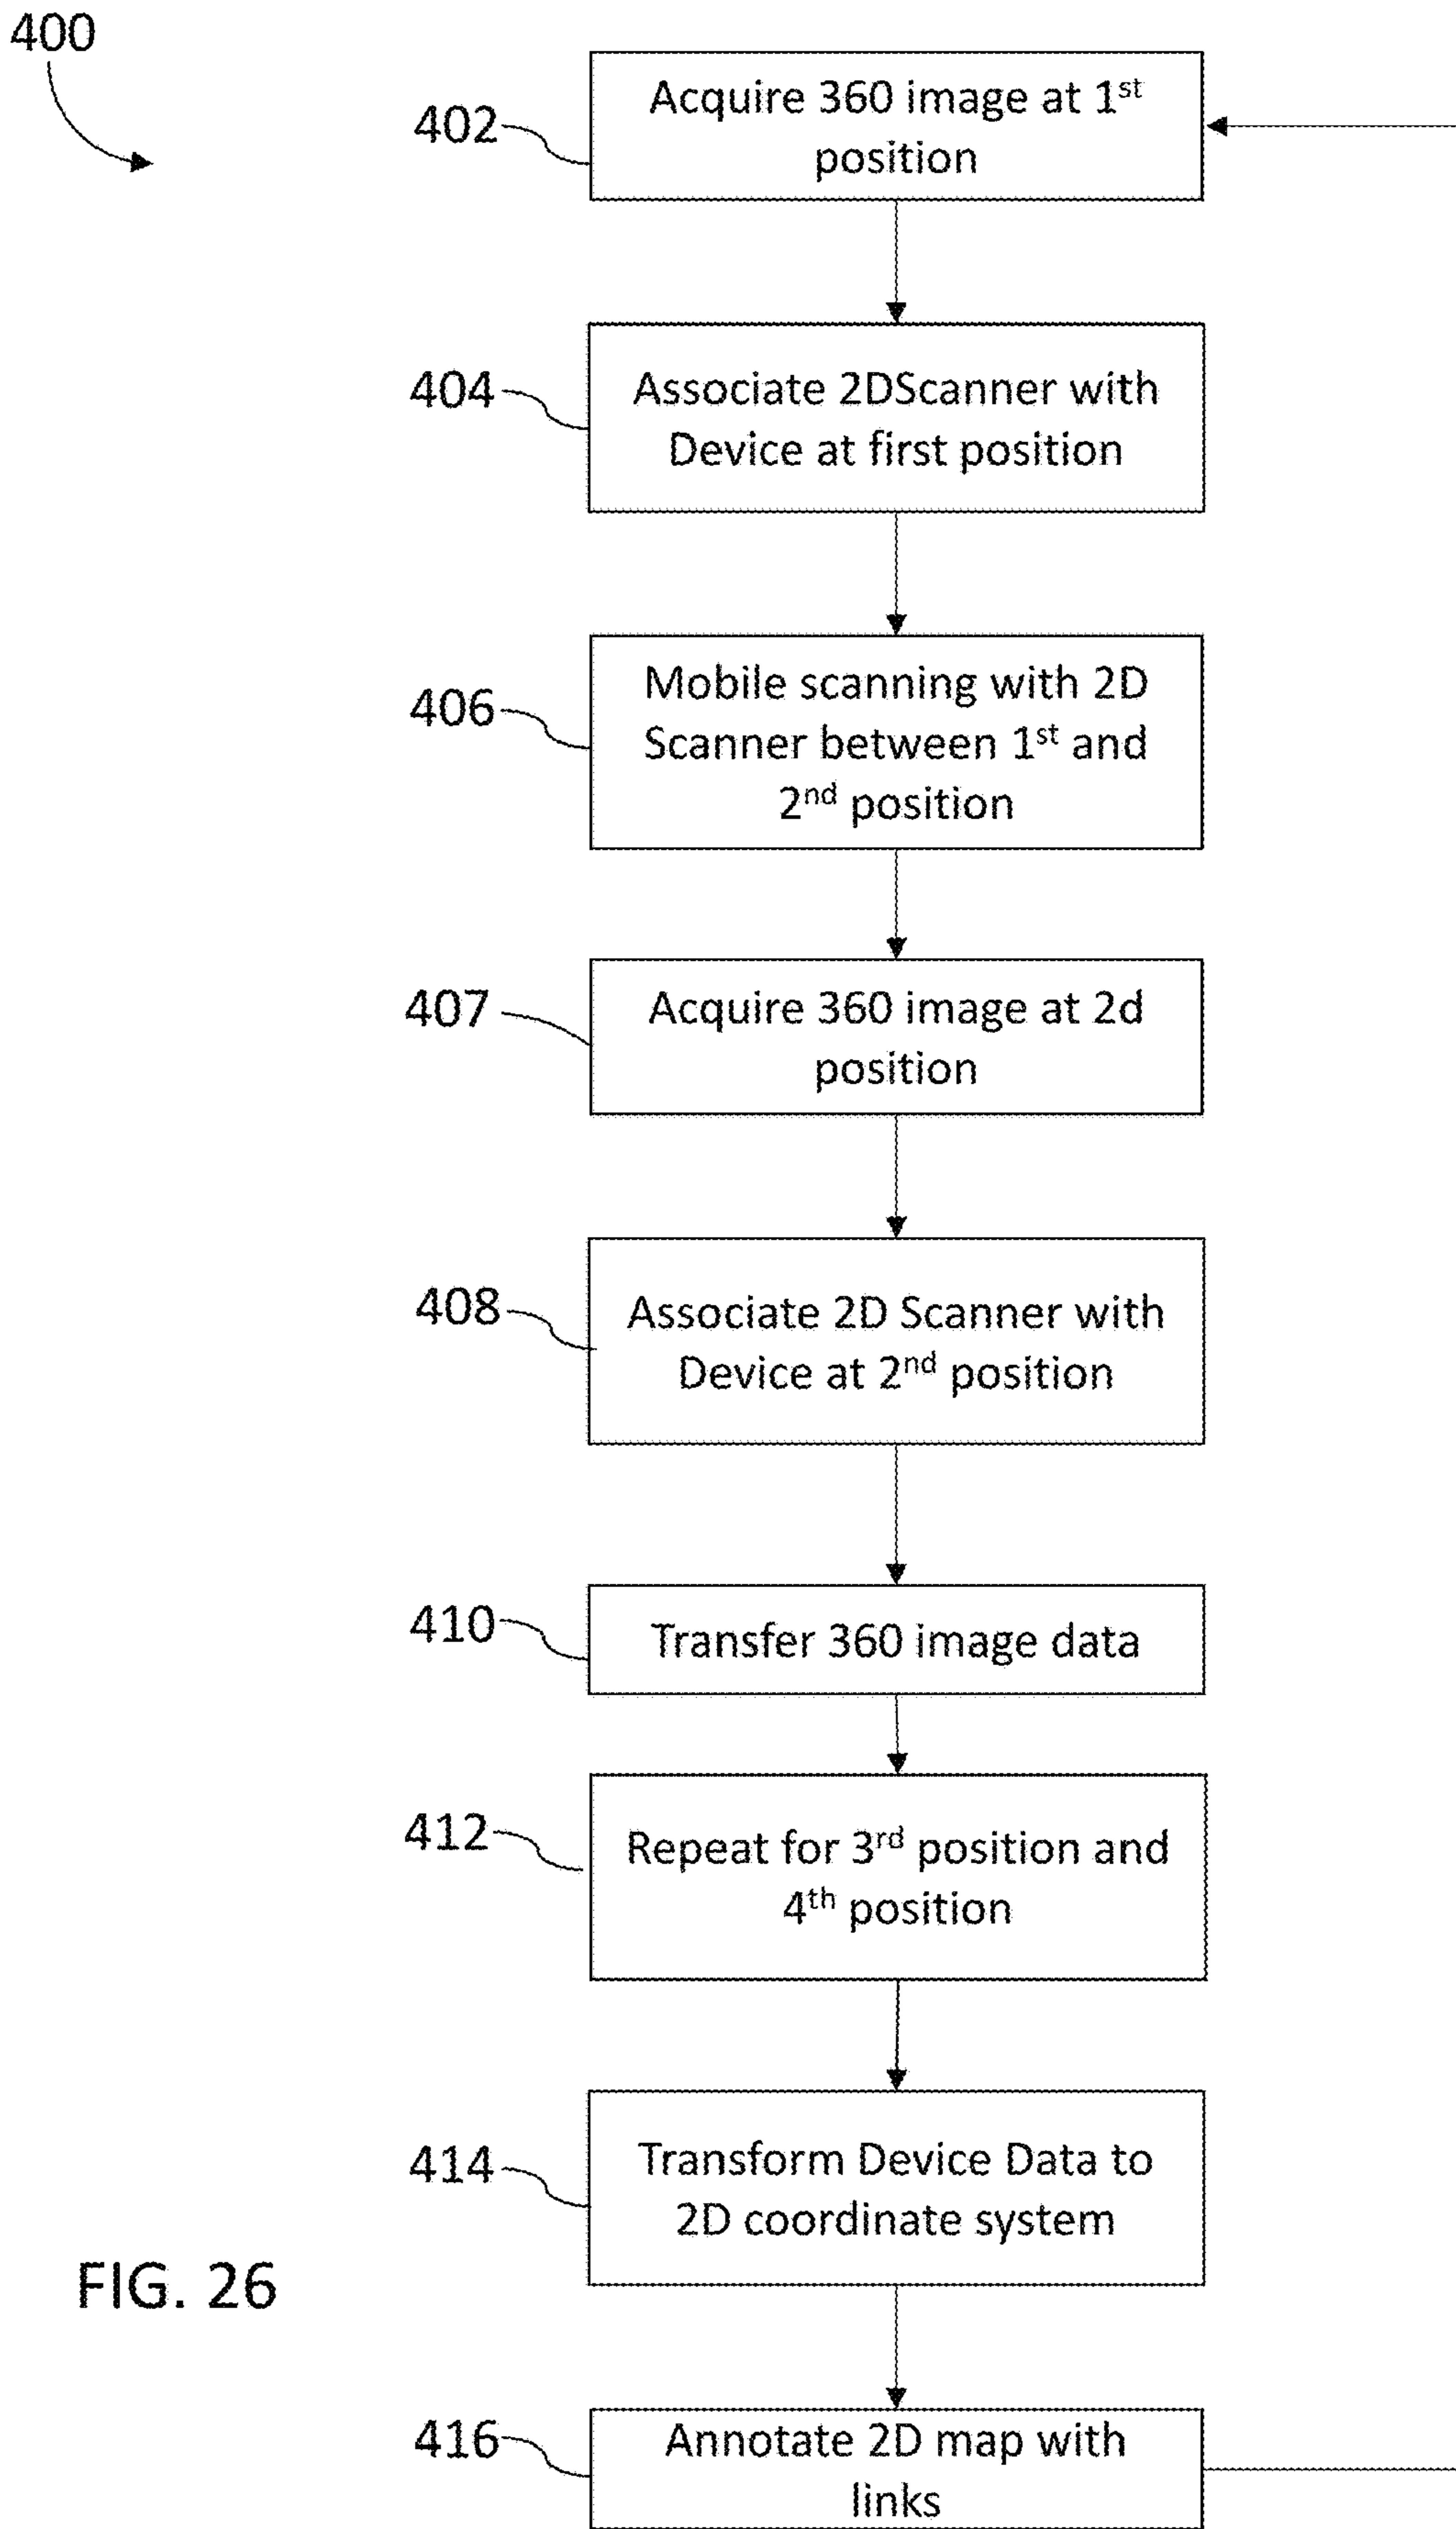 400
402
Acquire 360 image at 1st
position
404
Associate 2DScanner with
Device at first position
406
Mobile scanning with 2D
Scanner between 1st and
2nd position
407
Acquire 360 image at 2d
position
408
Associate 2D Scanner with
Device at 2nd position
410
Transfer 360 image data
412
Repeat for 3rd position and
4th position
414
Transform Device Data to
2D coordinate system
FIG. 26
416
Annotate 2D map with
links